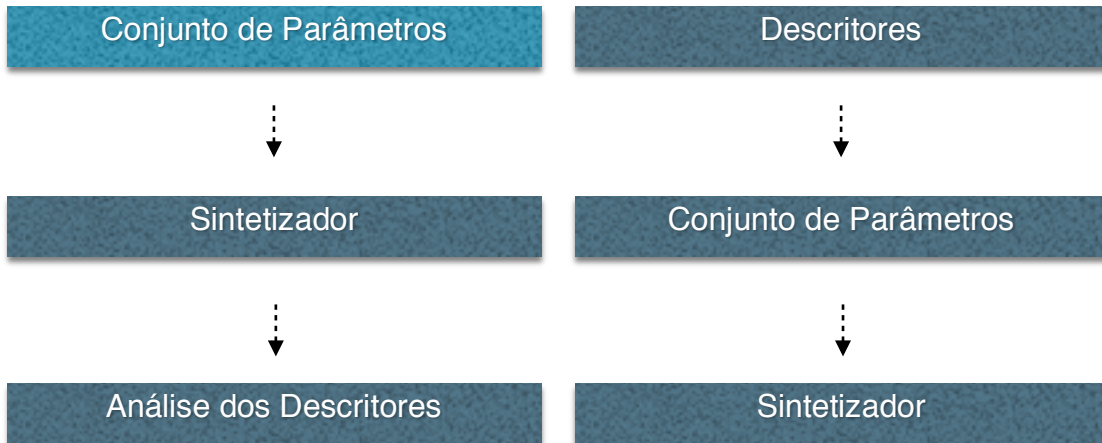 Conjunto de Parâmetros
Sintetizador
Análise dos Descritores
Descritores
Conjunto de Parâmetros
Sintetizador